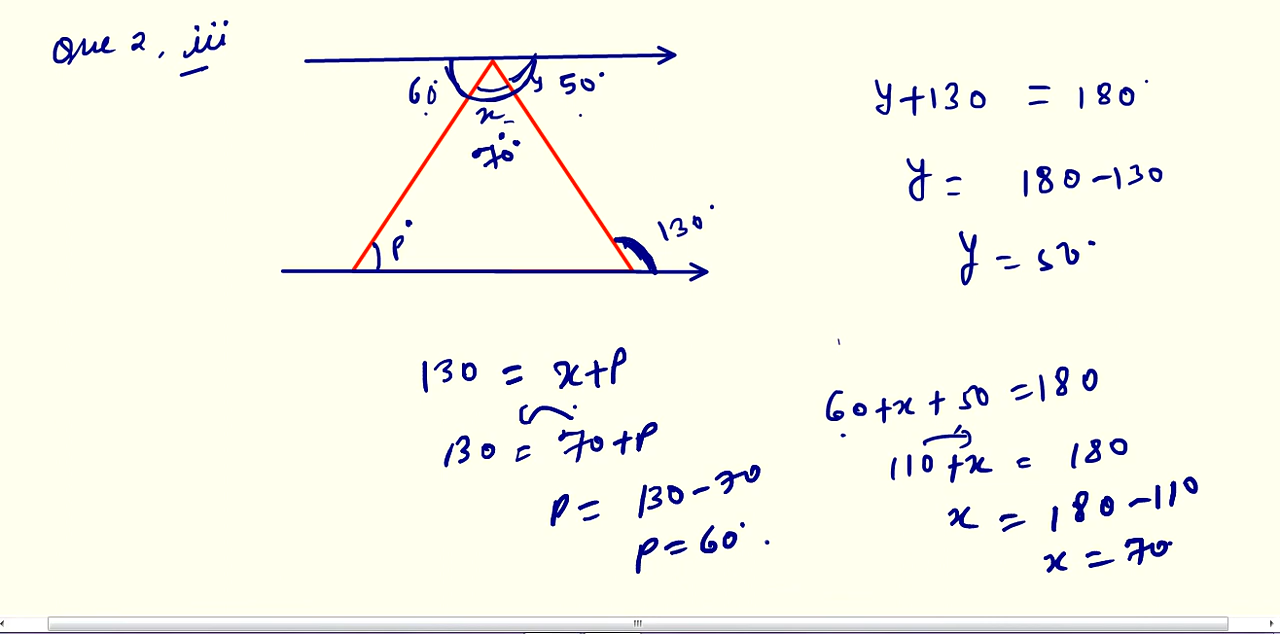 Que 2, iii
60° y 50°
x
70°
P°
130°
y+130 = 180°
y = 180-130
y = 50°
130 = x+P
130 = 70+P
P = 130-70
P=60°.
60+x+50 =180
110+x = 180
x = 180-110
x = 70